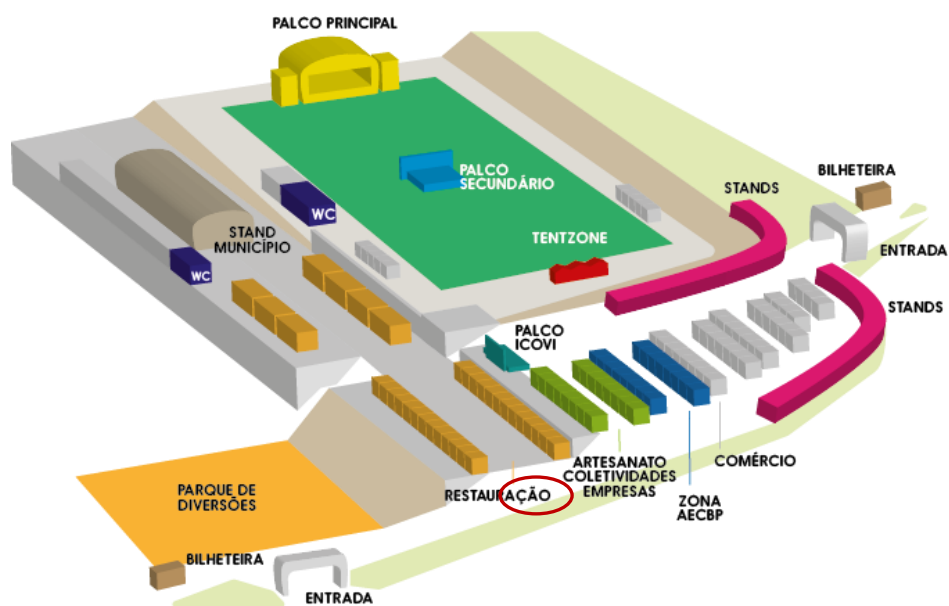 PALCO PRINCIPAL
PALCO
SECUNDÁRIO
STANDS
BILHETEIRA
WC
STAND
MUNICÍPIO
TENTZONE
ENTRADA
WC
STANDS
PALCO
ICOVI
PARQUE DE
DIVERSÕES
RESTAURAÇÃO
ARTESANATO
COLETIVIDADES
EMPRESAS
ZONA
AECBP
COMÉRCIO
BILHETEIRA
ENTRADA